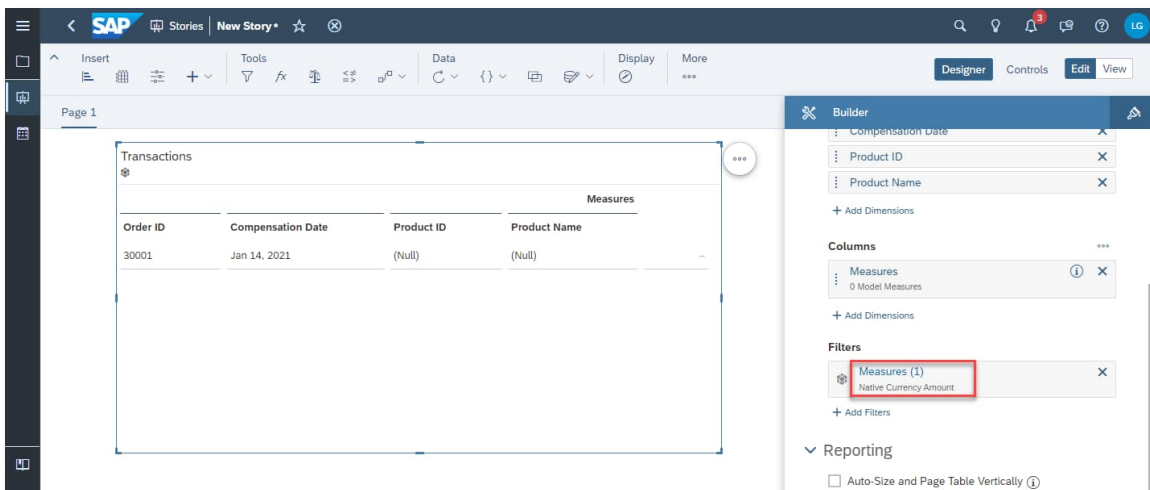 SAP Stories New Story* 3 LG
Insert Tools Data Display More
Designer Controls Edit View
Page 1
Builder
Compensation Date
Product ID
Product Name
+ Add Dimensions
Columns
Measures
0 Model Measures
+ Add Dimensions
Filters
Measures (1)
Native Currency Amount
+ Add Filters
Reporting
Auto-Size and Page Table Vertically
Transactions
Measures
Order ID Compensation Date Product ID Product Name
30001 Jan 14, 2021 (Null) (Null) –